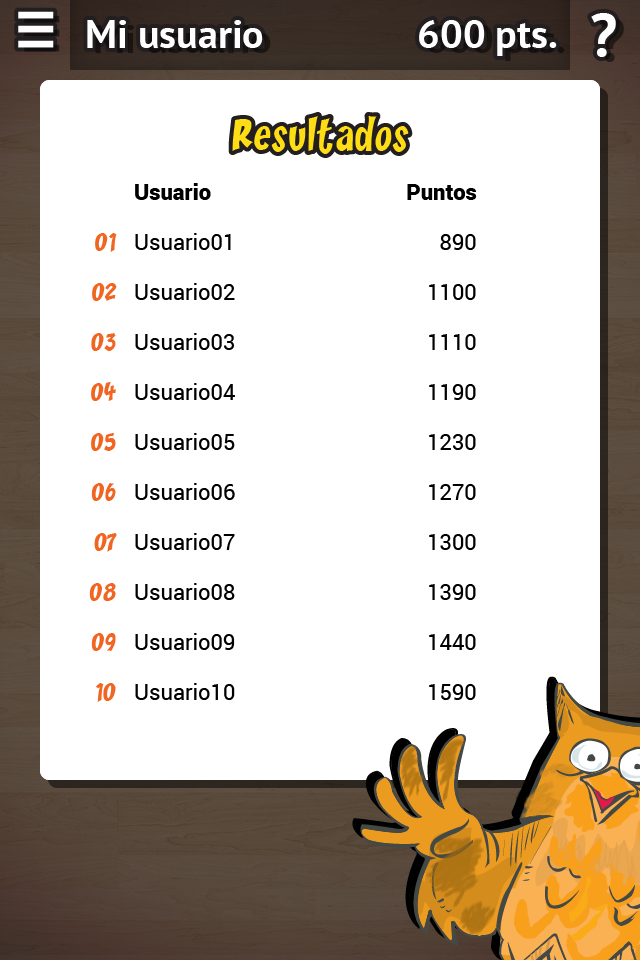 Mi usuario 600 pts. ?
Resultados
Usuario Puntos
01 Usuario01 890
02 Usuario02 1100
03 Usuario03 1110
04 Usuario04 1190
05 Usuario05 1230
06 Usuario06 1270
07 Usuario07 1300
08 Usuario08 1390
09 Usuario09 1440
10 Usuario10 1590